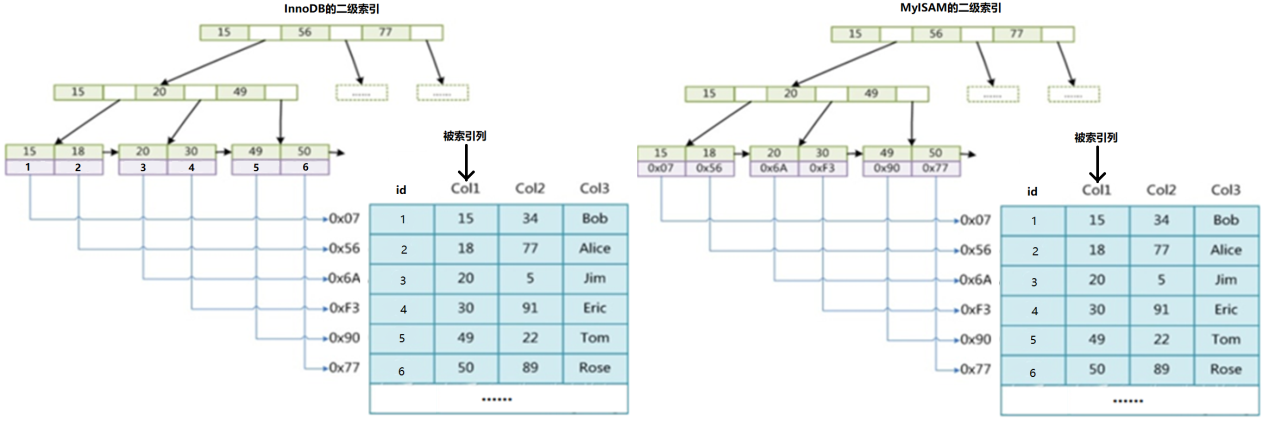 InnoDB的二级索引
15 56 77
15 20 49
...... ......
15 18 20 30 49 50
1 2 3 4 5 6
被索引列
id Col1 Col2 Col3
0x07 1 15 34 Bob
0x56 2 18 77 Alice
0x6A 3 20 5 Jim
0xF3 4 30 91 Eric
0x90 5 49 22 Tom
0x77 6 50 89 Rose
......
MyISAM的二级索引
15 56 77
15 20 49
...... ......
15 18 20 30 49 50
0x07 0x56 0x6A 0xF3 0x90 0x77
被索引列
id Col1 Col2 Col3
0x07 1 15 34 Bob
0x56 2 18 77 Alice
0x6A 3 20 5 Jim
0xF3 4 30 91 Eric
0x90 5 49 22 Tom
0x77 6 50 89 Rose
......